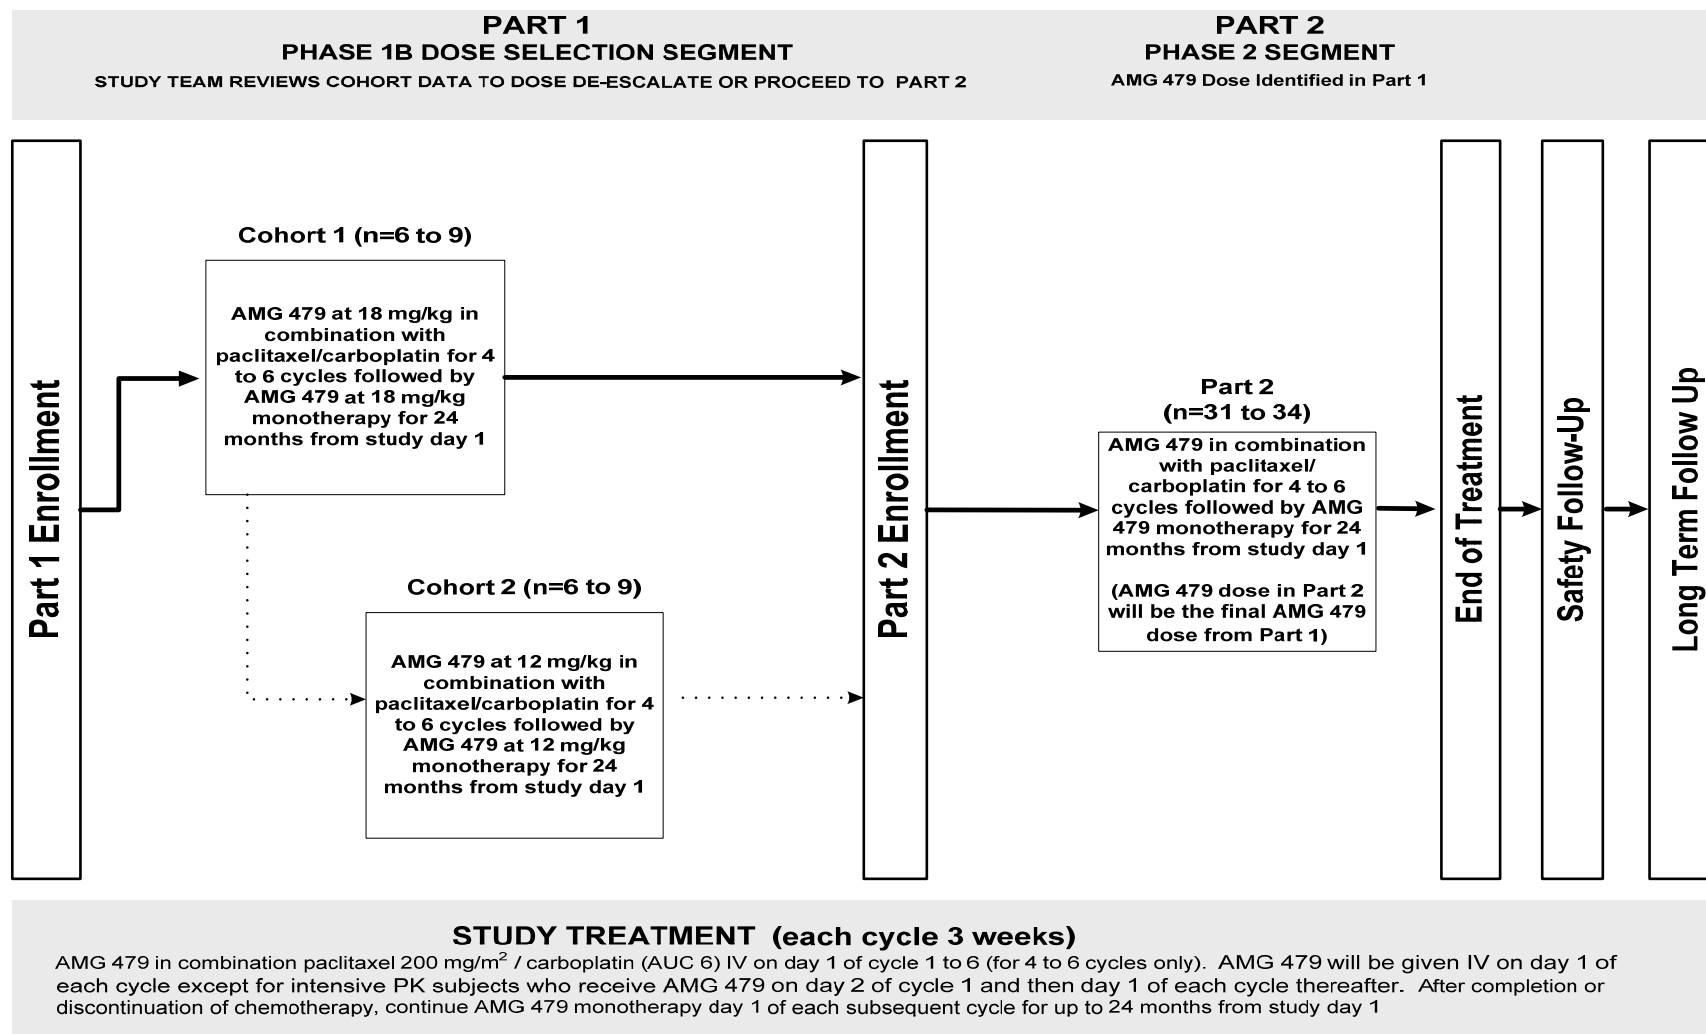 PART 1
PHASE 1B DOSE SELECTION SEGMENT
STUDY TEAM REVIEWS COHORT DATA TO DOSE DE-ESCALATE OR PROCEED TO PART 2
PART 2
PHASE 2 SEGMENT
AMG 479 Dose Identified in Part 1
Part 1 Enrollment
Cohort 1 (n=6 to 9)
AMG 479 at 18 mg/kg in
combination with
paclitaxel/carboplatin for 4
to 6 cycles followed by
AMG 479 at 18 mg/kg
monotherapy for 24
months from study day 1
Cohort 2 (n=6 to 9)
AMG 479 at 12 mg/kg in
combination with
paclitaxel/carboplatin for 4
to 6 cycles followed by
AMG 479 at 12 mg/kg
monotherapy for 24
months from study day 1
Part 2 Enrollment
Part 2
(n=31 to 34)
AMG 479 in combination
with paclitaxel/
carboplatin for 4 to 6
cycles followed by AMG
479 monotherapy for 24
months from study day 1
(AMG 479 dose in Part 2
will be the final AMG 479
dose from Part 1)
End of Treatment
Safety Follow-Up
Long Term Follow Up
STUDY TREATMENT (each cycle 3 weeks)
AMG 479 in combination paclitaxel 200 mg/m² / carboplatin (AUC 6) IV on day 1 of cycle 1 to 6 (for 4 to 6 cycles only). AMG 479 will be given IV on day 1 of
each cycle except for intensive PK subjects who receive AMG 479 on day 2 of cycle 1 and then day 1 of each cycle thereafter. After completion or
discontinuation of chemotherapy, continue AMG 479 monotherapy day 1 of each subsequent cycle for up to 24 months from study day 1